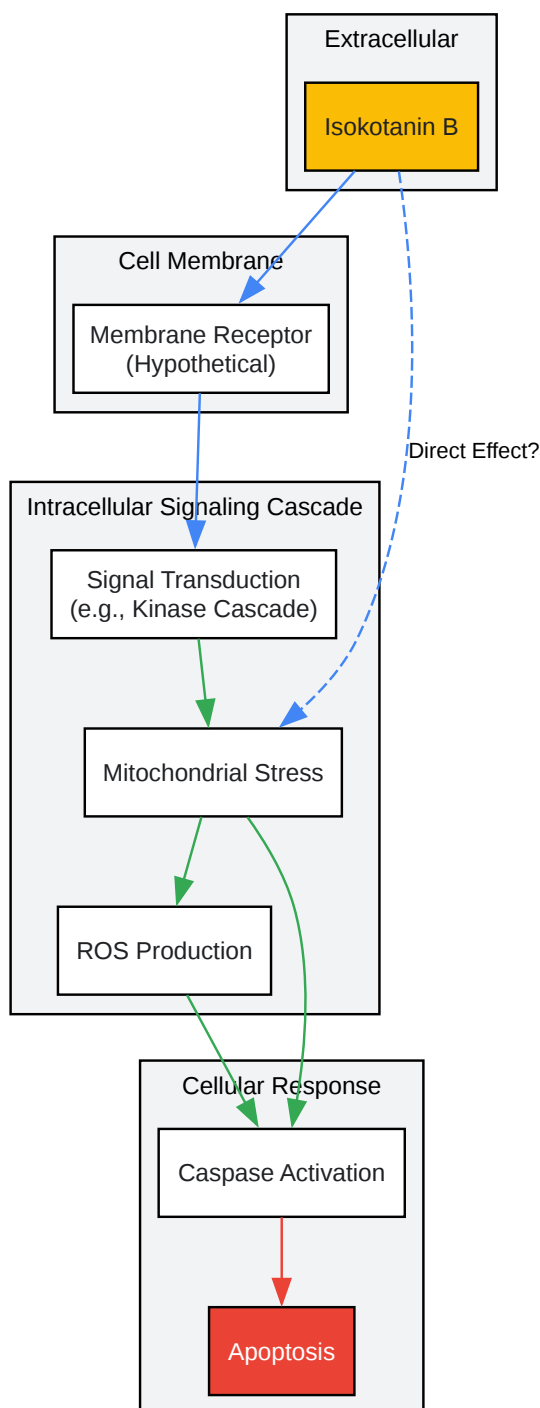 Extracellular
Isokotanin B
Cell Membrane
Membrane Receptor
(Hypothetical)
Direct Effect?
Intracellular Signaling Cascade
Signal Transduction
(e.g., Kinase Cascade)
Mitochondrial Stress
ROS Production
Cellular Response
Caspase Activation
Apoptosis